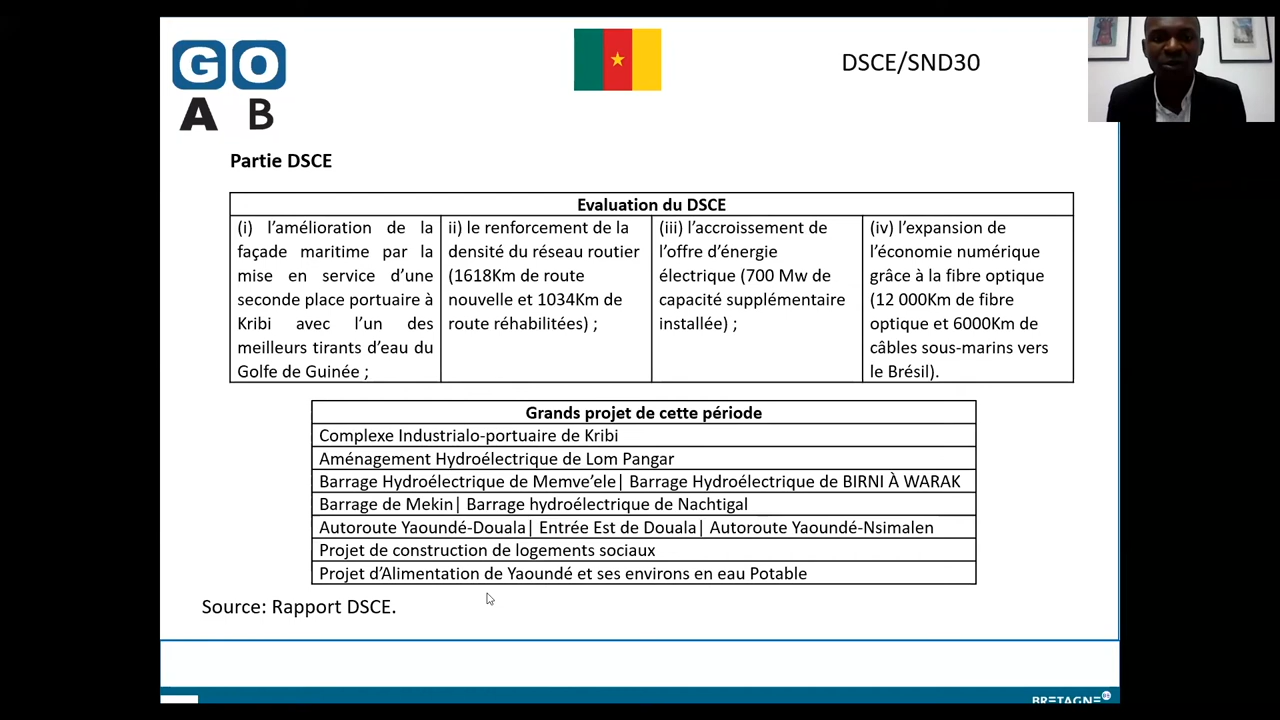 GO
AB
DSCE/SND30
Partie DSCE
Evaluation du DSCE
(i) l’amélioration de la
façade maritime par la
mise en service d’une
seconde place portuaire à
Kribi avec l’un des
meilleurs tirants d’eau du
Golfe de Guinée ;
ii) le renforcement de la
densité du réseau routier
(1618Km de route
nouvelle et 1034Km de
route réhabilitées) ;
(iii) l’accroissement de
l’offre d’énergie
électrique (700 Mw de
capacité supplémentaire
installée) ;
(iv) l’expansion de
l’économie numérique
grâce à la fibre optique
(12 000Km de fibre
optique et 6000Km de
câbles sous-marins vers
le Brésil).
Grands projet de cette période
Complexe Industrialo-portuaire de Kribi
Aménagement Hydroélectrique de Lom Pangar
Barrage Hydroélectrique de Memve’ele| Barrage Hydroélectrique de BIRNI À WARAK
Barrage de Mekin| Barrage hydroélectrique de Nachtigal
Autoroute Yaoundé-Douala| Entrée Est de Douala| Autoroute Yaoundé-Nsimalen
Projet de construction de logements sociaux
Projet d’Alimentation de Yaoundé et ses environs en eau Potable
Source: Rapport DSCE.
BRETAGNE